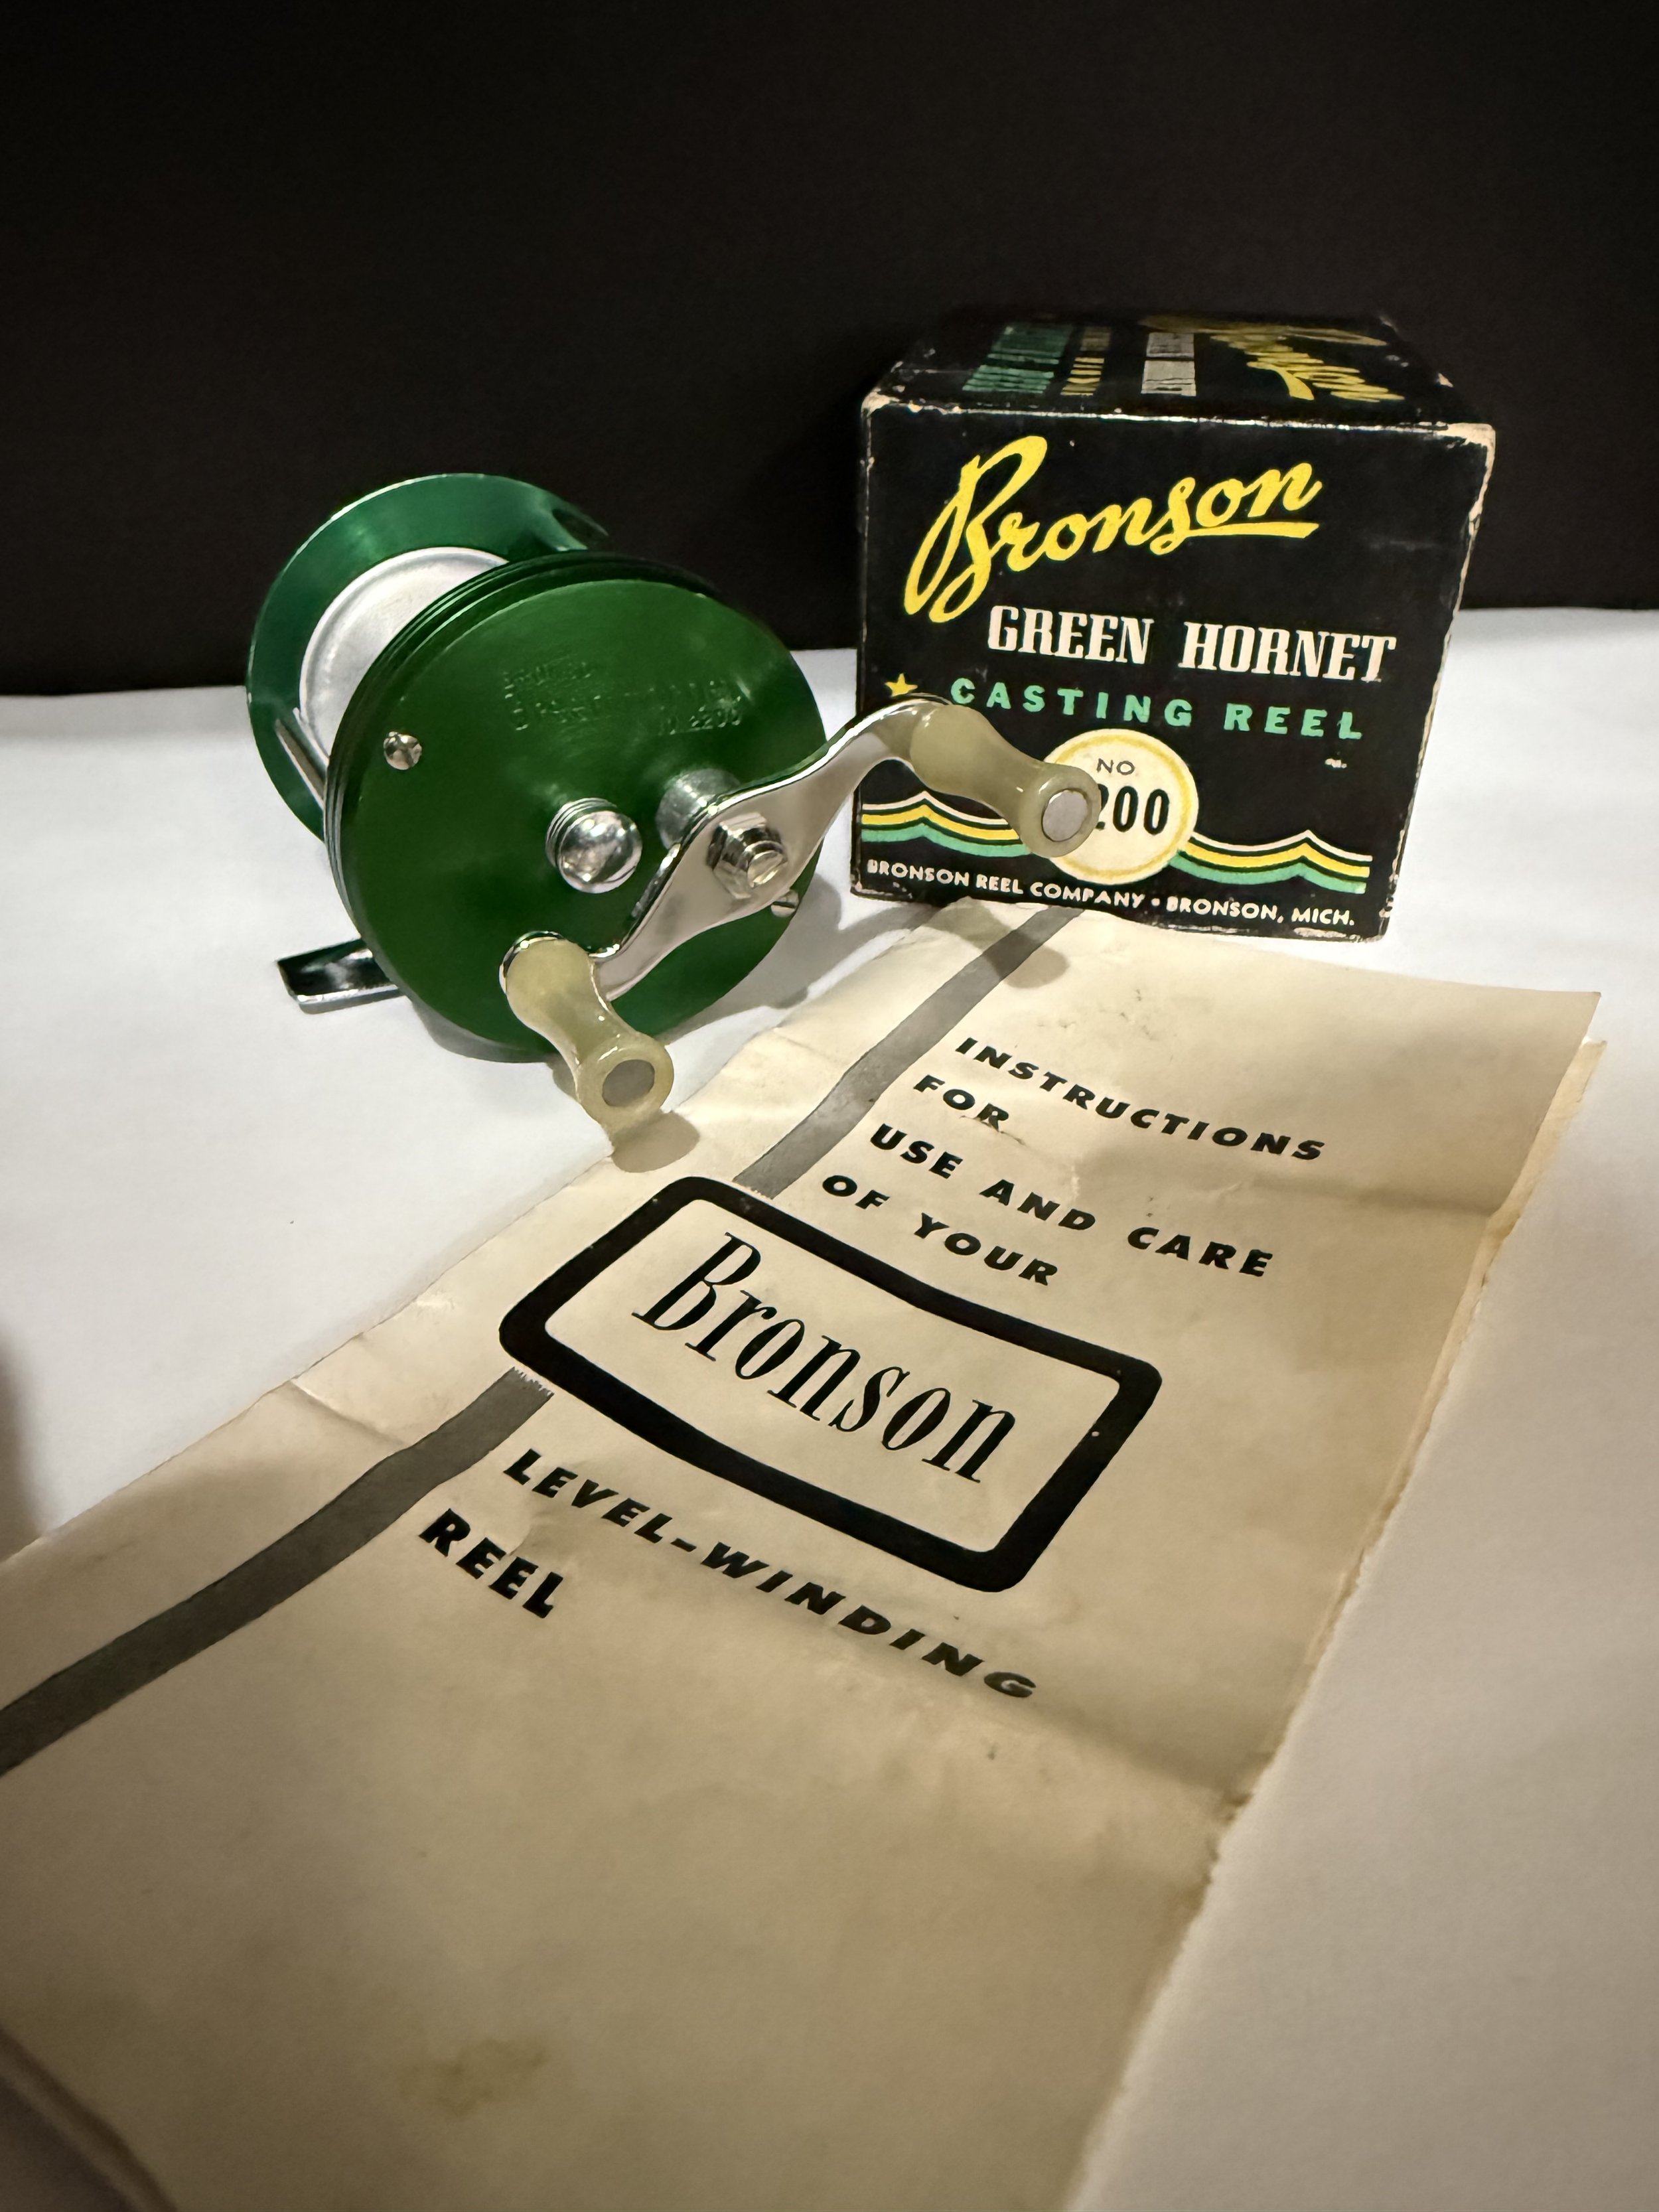 Bronson
GREEN HORNET
CASTING REEL
NO.
200
BRONSON REEL COMPANY • BRONSON, MICH.
INSTRUCTIONS
FOR
USE AND CARE
OF YOUR
Bronson
LEVEL-WINDING
REEL